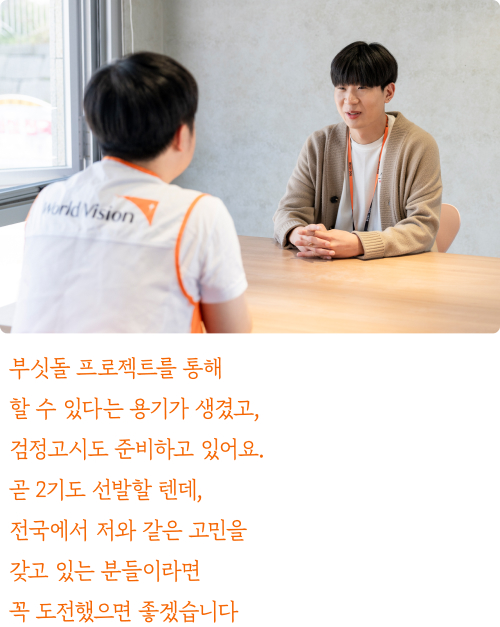 World Vision
부싯돌 프로젝트를 통해
할 수 있다는 용기가 생겼고,
검정고시도 준비하고 있어요.
곧 2기도 선발할 텐데,
전국에서 저와 같은 고민을
갖고 있는 분들이라면
꼭 도전했으면 좋겠습니다